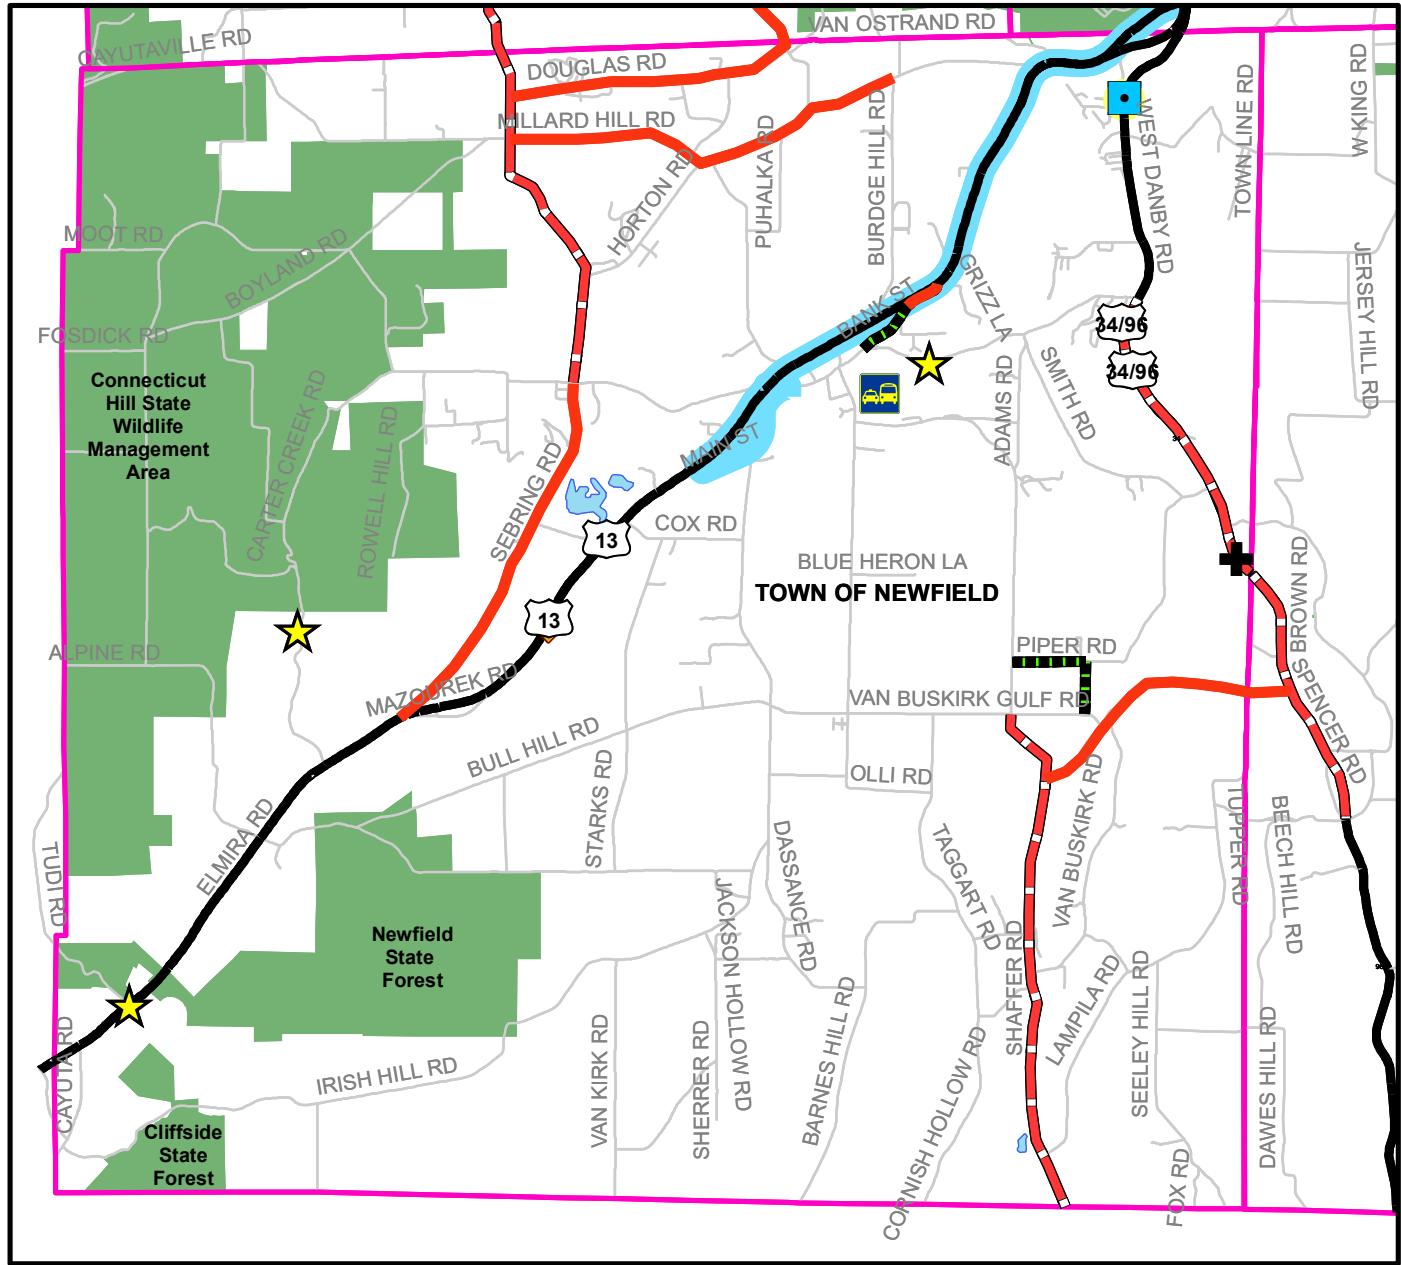 VAN OSTRAND RD
CAYUTAVILLE RD
DOUGLAS RD
MILLARD HILL RD
PUHALKA RD
BURDGE HILL RD
WEST DANBY RD
TOWN LINE RD
W KING RD
HORTON RD
MOOT RD
BOYLAND RD
JERSEY HILL RD
GRIZZ LA
BANK ST
FOSDICK RD
34/96
34/96
Connecticut
Hill State
Wildlife
Management
Area
CARTER CREEK RD
ROWELL HILL RD
SEBRING RD
MAIN ST
ADAMS RD
SMITH RD
34
COX RD
13
BLUE HERON LA
TOWN OF NEWFIELD
BROWN RD
13
PIPER RD
ALPINE RD
MAZOUREK RD
VAN BUSKIRK GULF RD
SPENCER RD
BULL HILL RD
OLLI RD
STARKS RD
ELMIRA RD
TUDI RD
DASSANCE RD
TAGGART RD
VAN BUSKIRK RD
TUPPER RD
BEECH HILL RD
Newfield
State
Forest
JACKSON HOLLOW RD
SHAFFER RD
LAMPILA RD
SEELEY HILL RD
BARNES HILL RD
CAYUTA RD
IRISH HILL RD
VAN KIRK RD
SHERRER RD
CORNISH HOLLOW RD
DAWES HILL RD
FOX RD
Cliffside
State
Forest